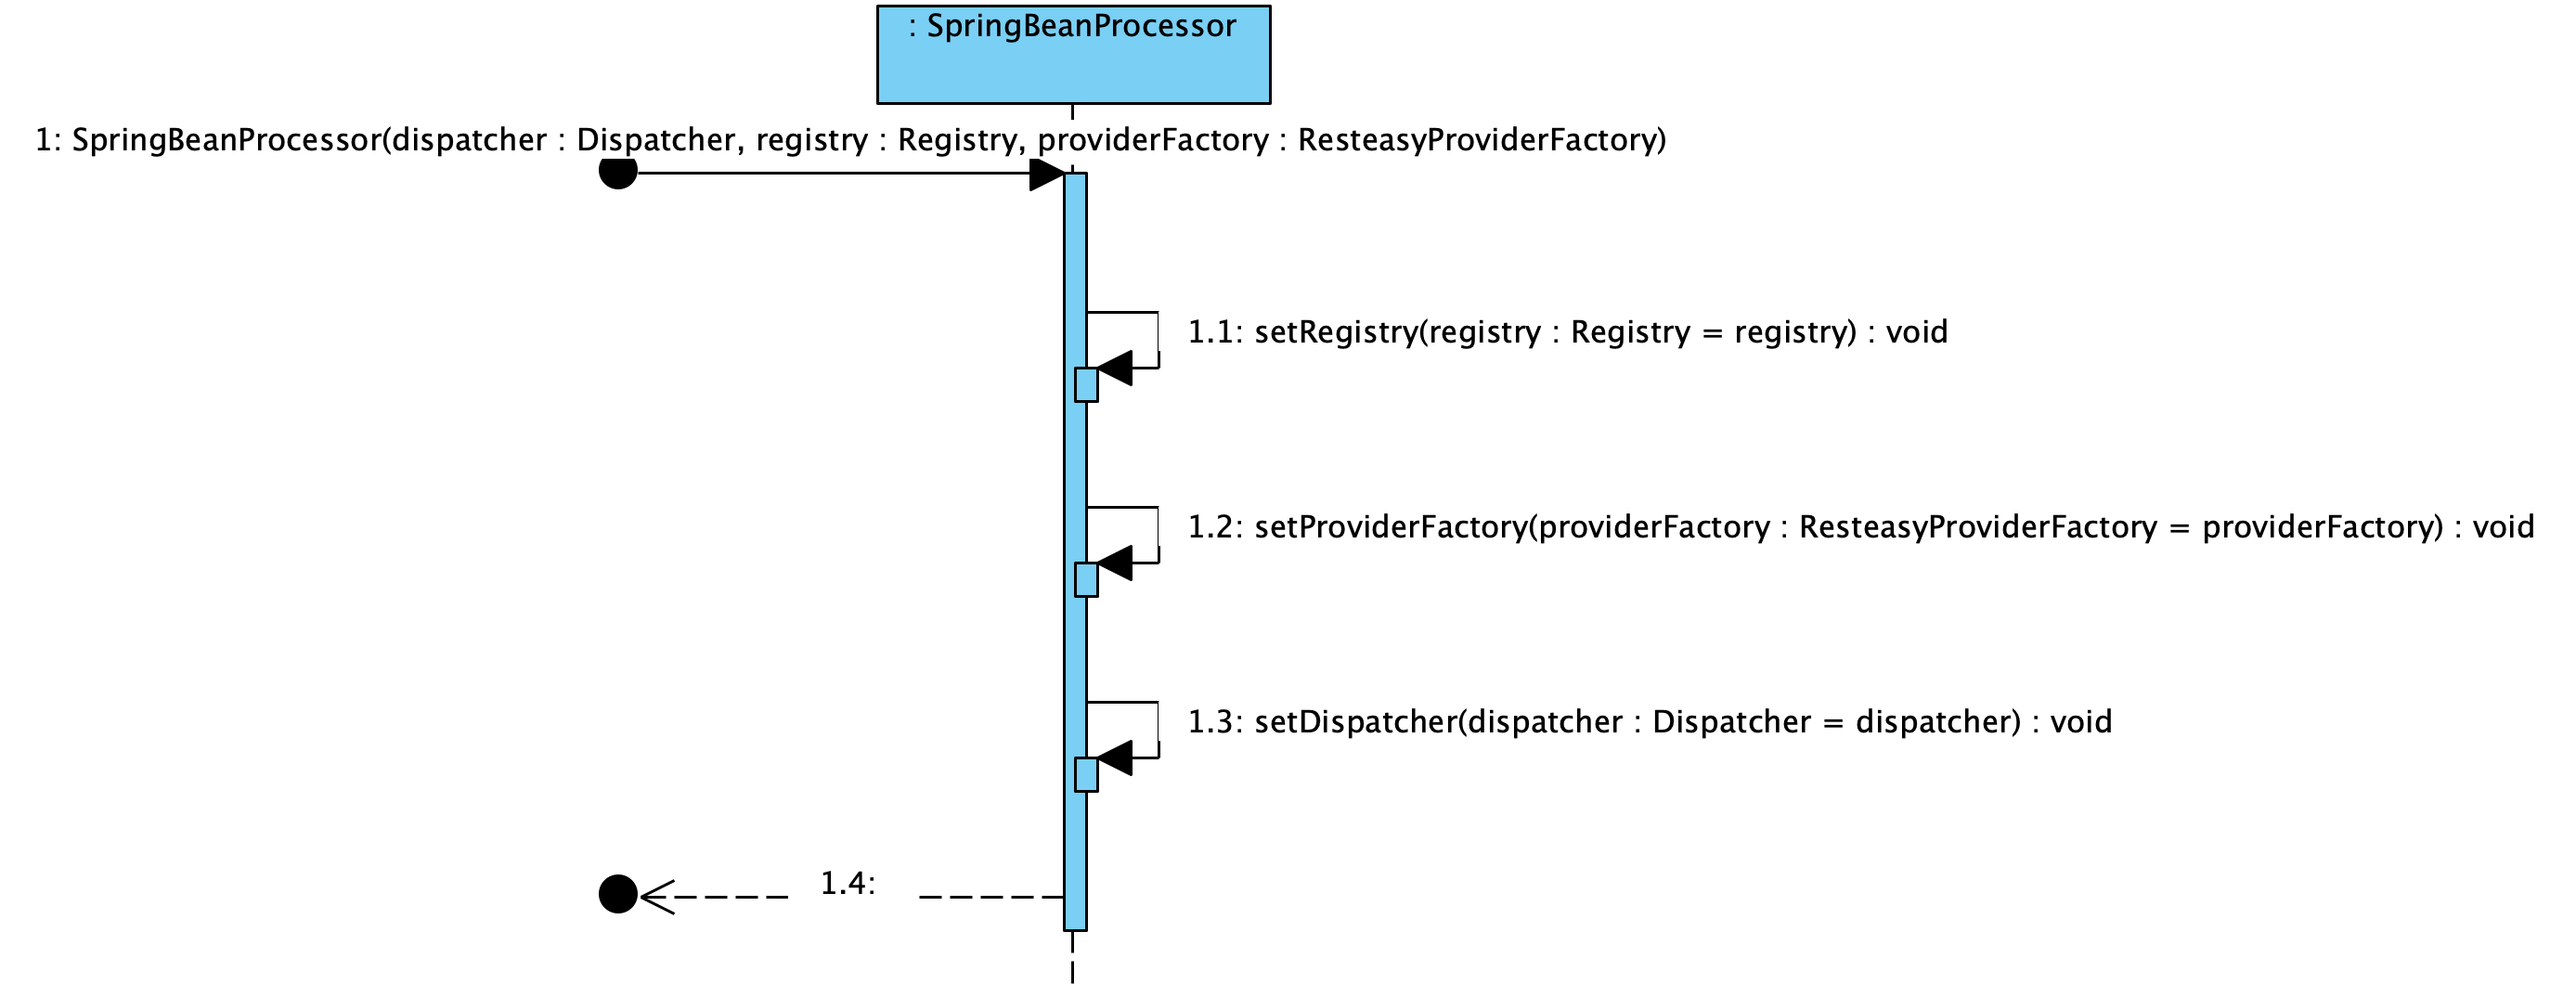 : SpringBeanProcessor
1: SpringBeanProcessor(dispatcher : Dispatcher, registry : Registry, providerFactory : ResteasyProviderFactory)
1.1: setRegistry(registry : Registry = registry) : void
1.2: setProviderFactory(providerFactory : ResteasyProviderFactory = providerFactory) : void
1.3: setDispatcher(dispatcher : Dispatcher = dispatcher) : void
1.4: